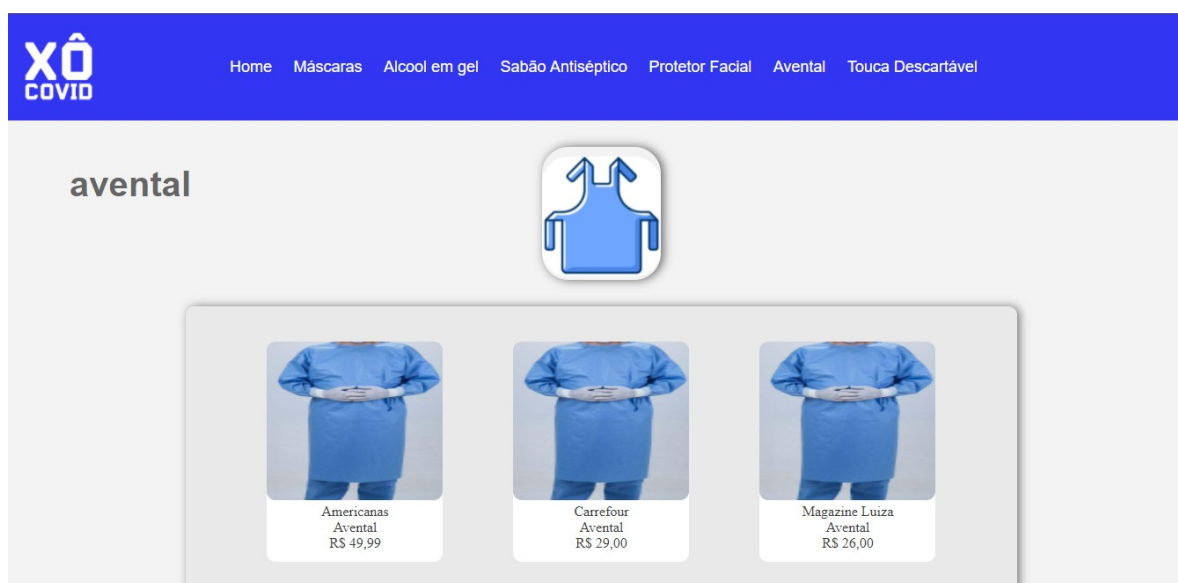 XÔ
COVID
Home Máscaras Alcool em gel Sabão Antiséptico Protetor Facial Avental Touca Descartável
avental
Americanas
Avental
R$ 49,99
Carrefour
Avental
R$ 29,00
Magazine Luiza
Avental
R$ 26,00